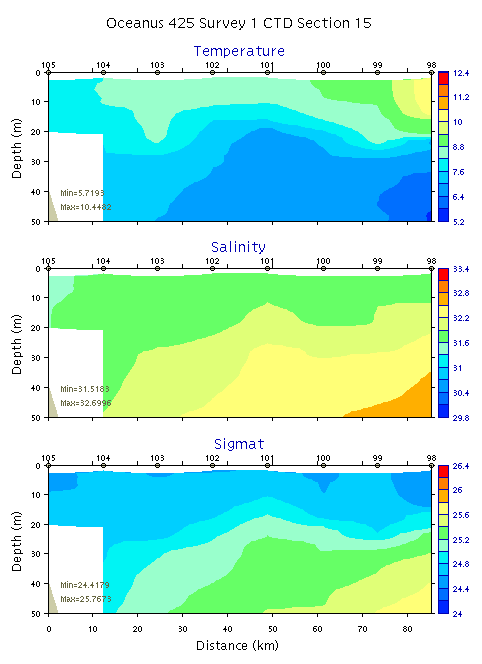 Oceanus 425 Survey 1 CTD Section 15
Temperature
105 104 103 102 101 100 99 98
0
10
20
30
40
50
Depth (m)
Min=5.7193
Max=10.4482
12.4
11.2
10
8.8
7.6
6.4
5.2
Salinity
105 104 103 102 101 100 99 98
0
10
20
30
40
50
Depth (m)
Min=31.5183
Max=32.6996
33.4
32.8
32.2
31.6
31
30.4
29.8
Sigmat
105 104 103 102 101 100 99 98
0
10
20
30
40
50
Depth (m)
Min=24.4179
Max=25.7673
26.4
26
25.6
25.2
24.8
24.4
24
0 10 20 30 40 50 60 70 80
Distance (km)